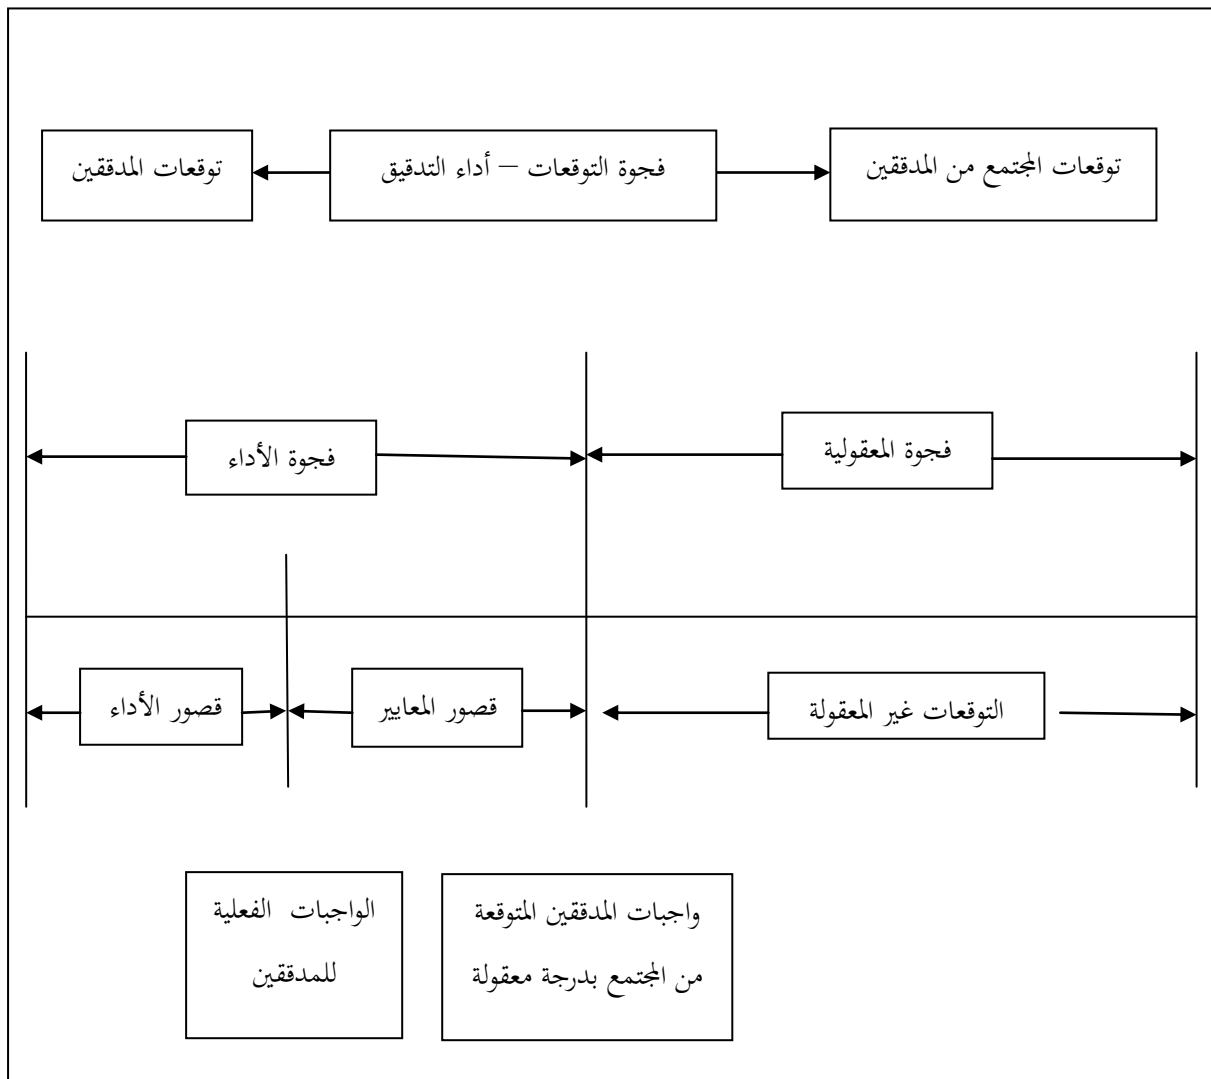 توقعات المجتمع من المدققين
فجوة التوقعات – أداء التدقيق
توقعات المدققين
فجوة المعقولية
فجوة الأداء
التوقعات غير المعقولة
قصور المعايير
قصور الأداء
واجبات المدققين المتوقعة
من المجتمع بدرجة معقولة
الواجبات الفعلية
للمدققين